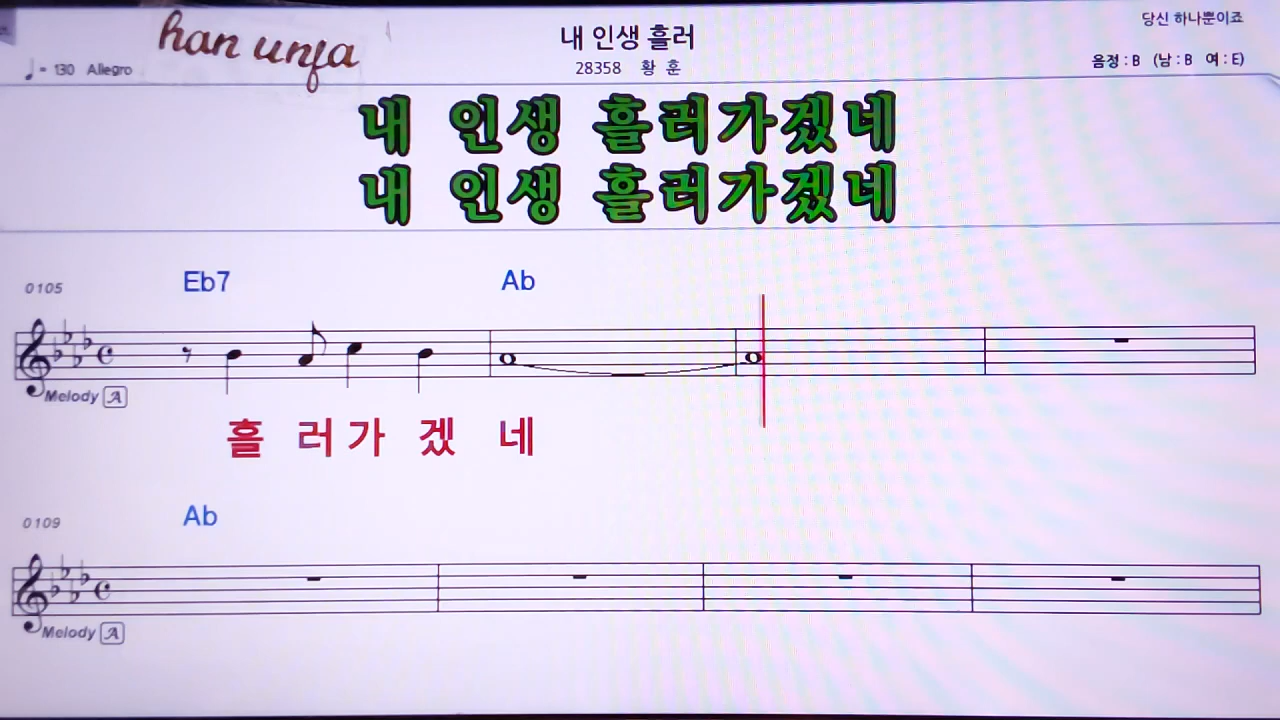 han unfa
♩= 130 Allegro
내 인생 흘러
28358 황 훈
당신 하나뿐이죠
음정 : B (남 : B 여 : E)
내 인생 흘러가겠네
내 인생 흘러가겠네
0105 Eb7 Ab
Melody A
흘 러 가 겠 네
0109 Ab
Melody A